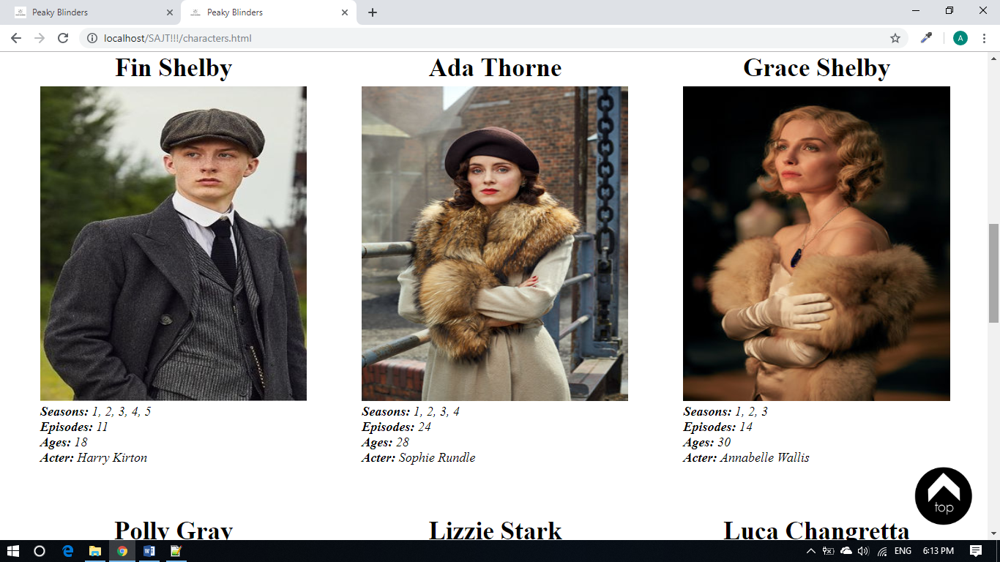 Peaky Blinders
Peaky Blinders
localhost/SAJT!!!/characters.html
A
Fin Shelby
Ada Thorne
Grace Shelby
Seasons: 1, 2, 3, 4, 5
Episodes: 11
Ages: 18
Acter: Harry Kirton
Seasons: 1, 2, 3, 4
Episodes: 24
Ages: 28
Acter: Sophie Rundle
Seasons: 1, 2, 3
Episodes: 14
Ages: 30
Acter: Annabelle Wallis
top
Polly Gray
Lizzie Stark
Luca Changretta
ENG
6:13 PM